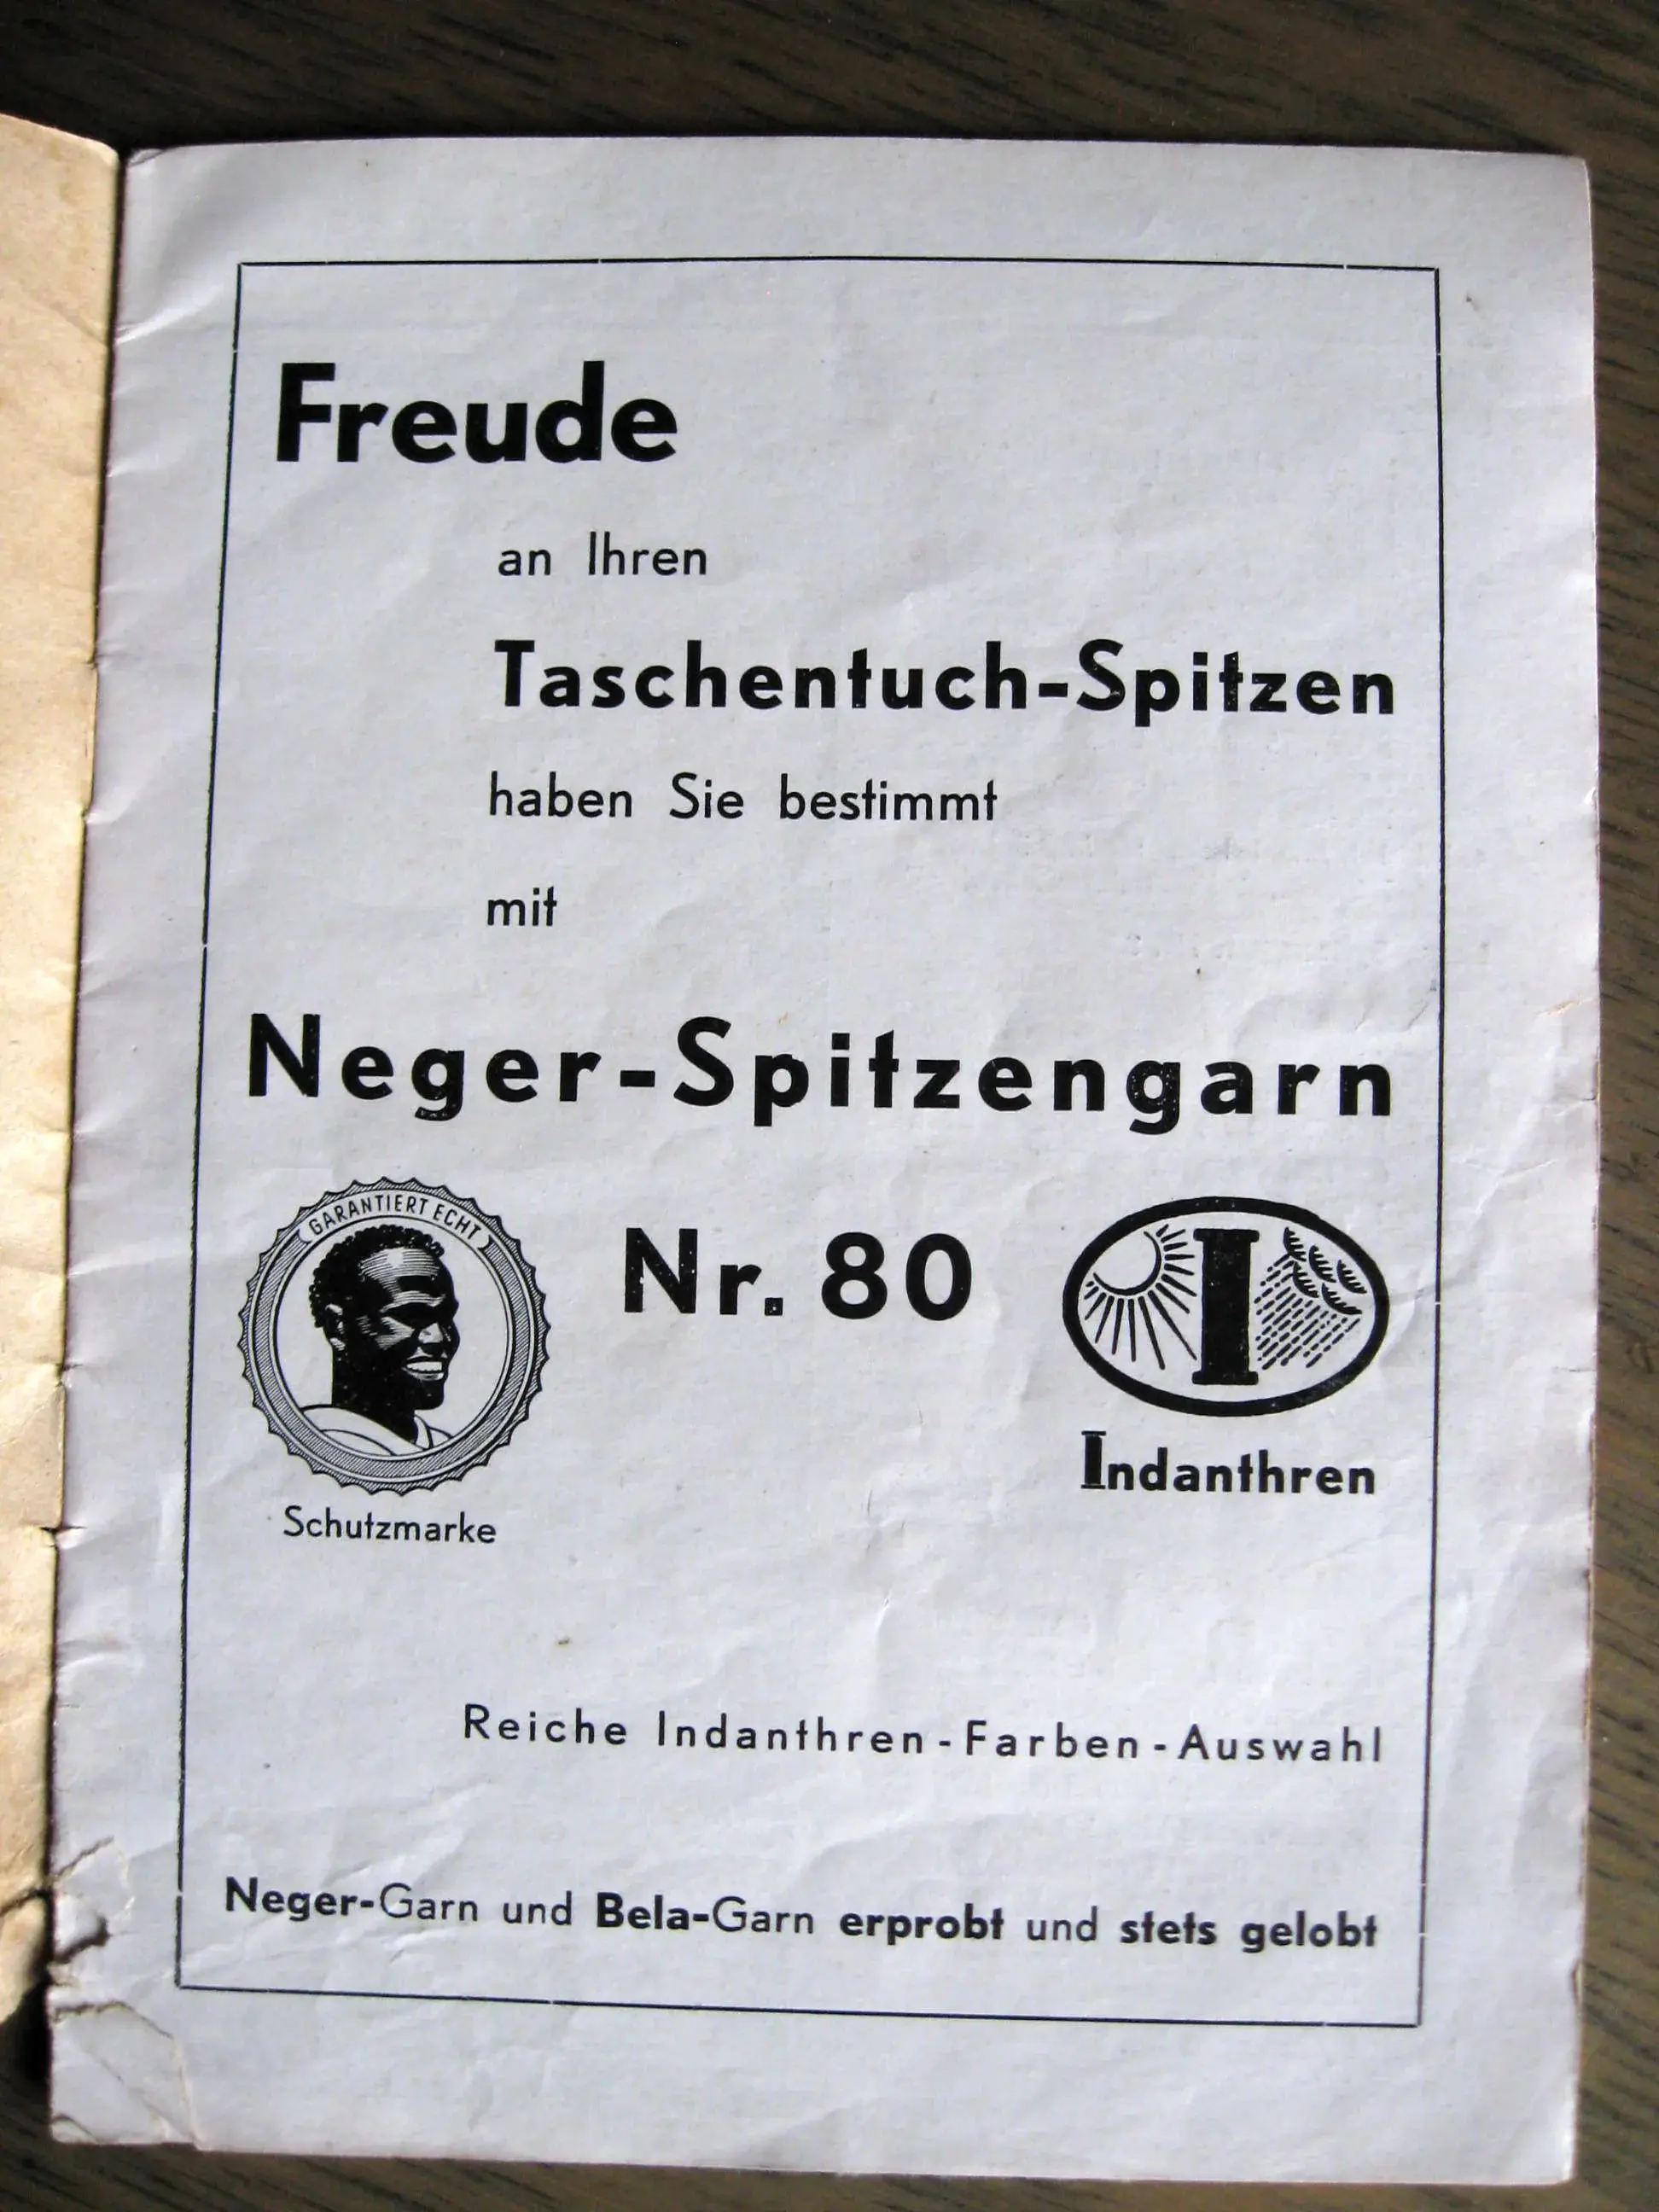 Freude
an Ihren
Taschentuch-Spitzen
haben Sie bestimmt
mit
Neger-Spitzengarn
GARANTIERT ECHT
Nr. 80
I
Indanthren
Schutzmarke
Reiche Indanthren-Farben-Auswahl
Neger-Garn und Bela-Garn erprobt und stets gelobt